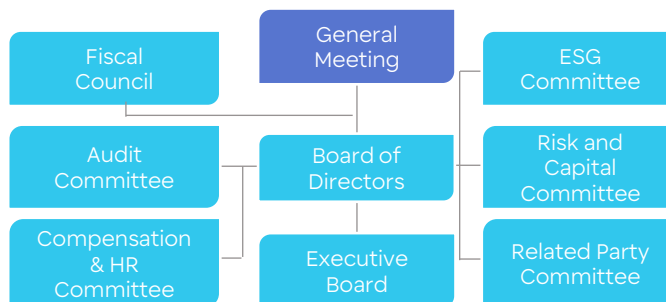 Fiscal
Council
General
Meeting
ESG
Committee
Audit
Committee
Board of
Directors
Risk and
Capital
Committee
Compensation
& HR
Committee
Executive
Board
Related Party
Committee